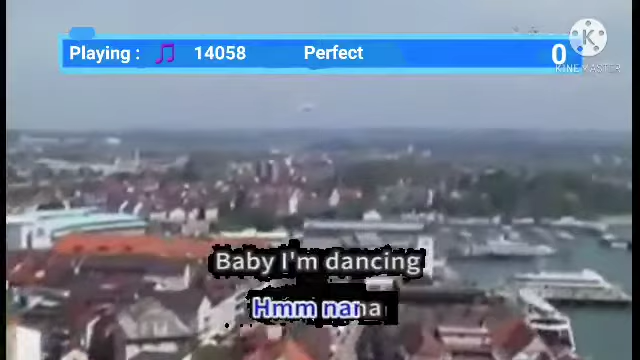 Playing : 14058 Perfect 0
K
KINEMASTER
Baby I'm dancing
Hmm nana